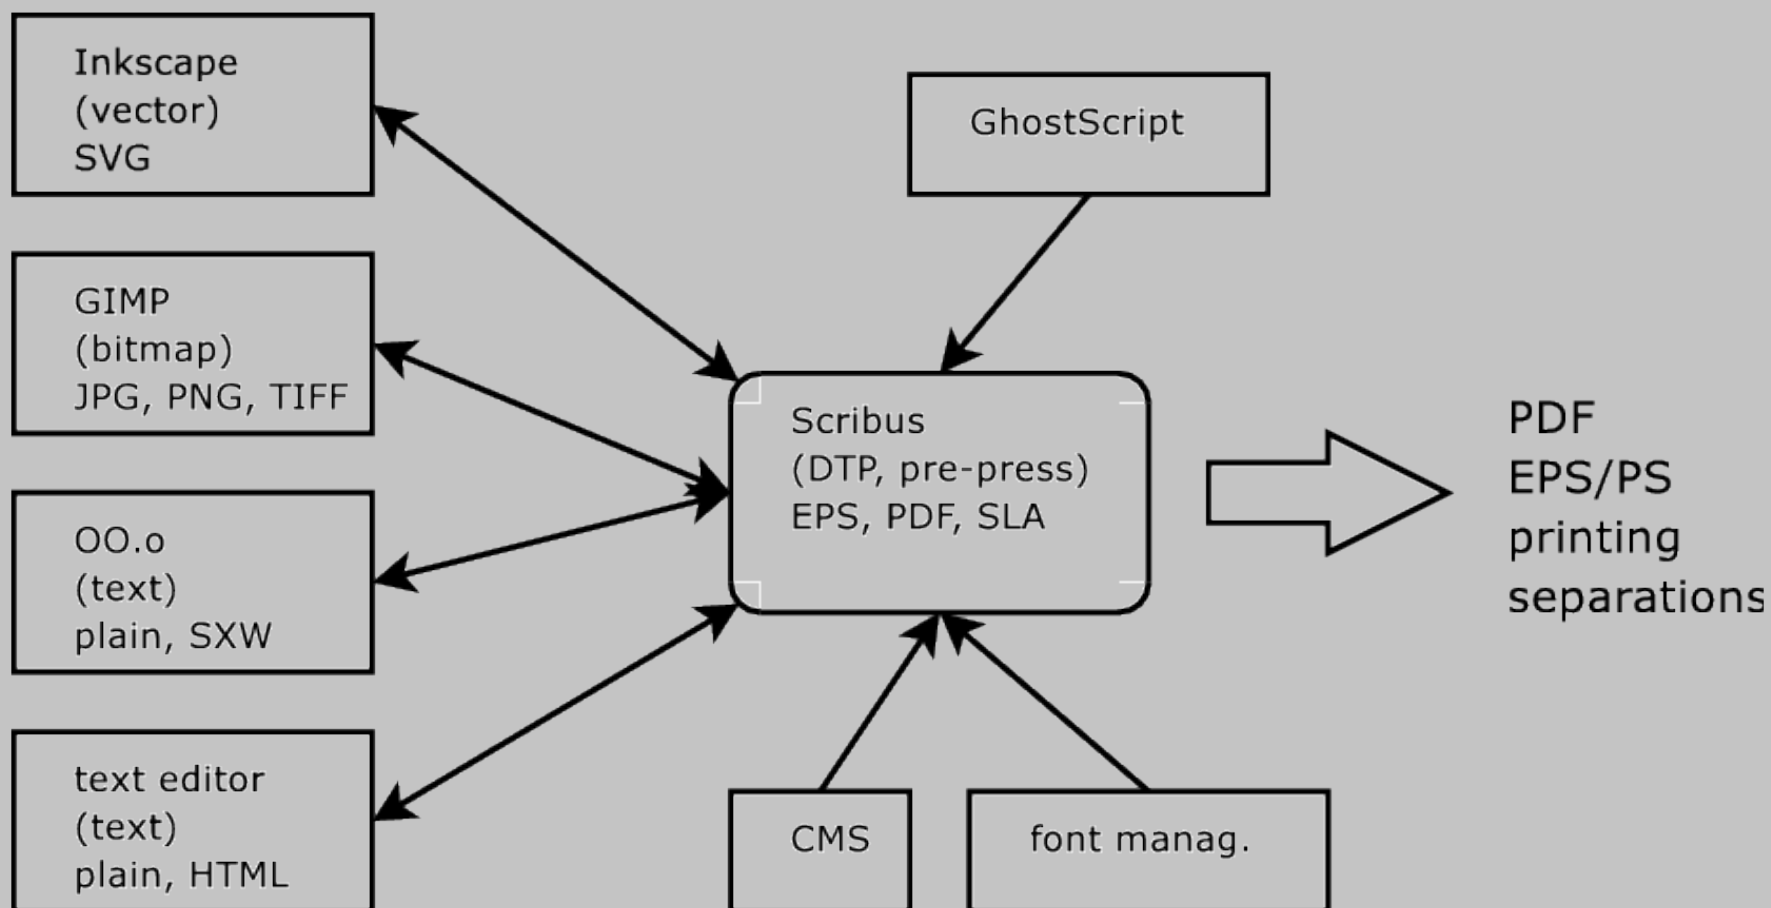 Inkscape
(vector)
SVG
GhostScript
GIMP
(bitmap)
JPG, PNG, TIFF
Scribus
(DTP, pre-press)
EPS, PDF, SLA
PDF
EPS/PS
printing
separations
OO.o
(text)
plain, SXW
text editor
(text)
plain, HTML
CMS
font manag.